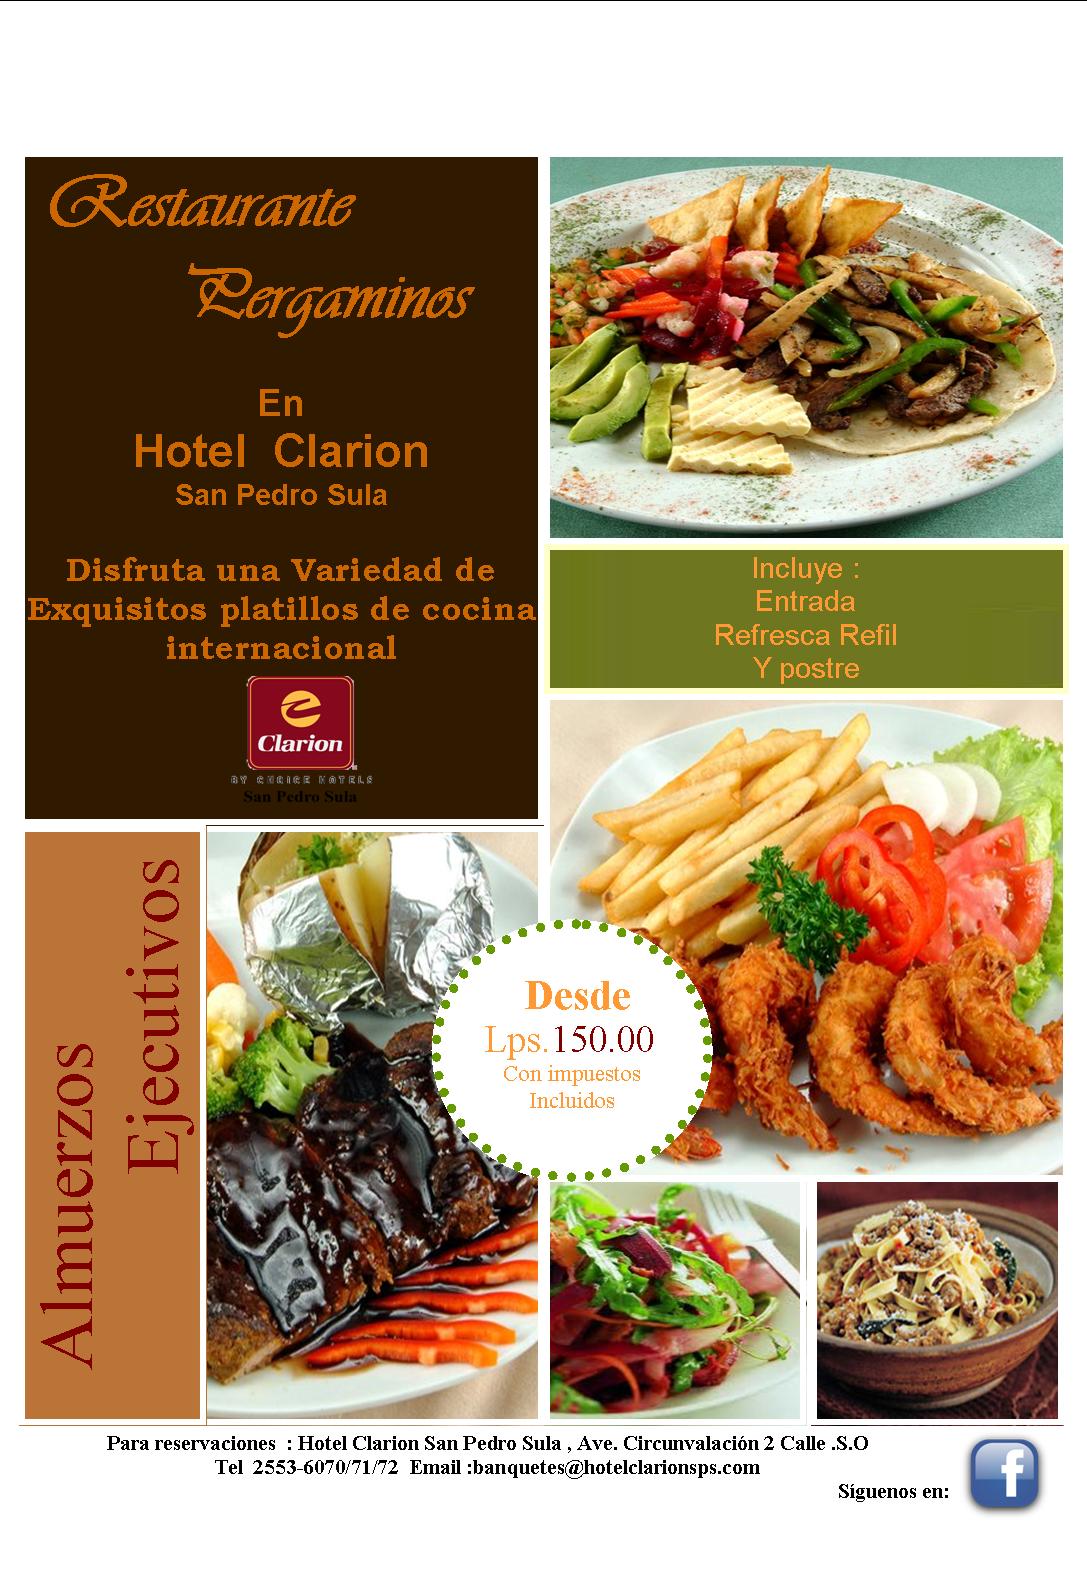 Restaurante
Pergaminos
En
Hotel  Clarion
San Pedro Sula
Disfruta una Variedad de
Exquisitos platillos de cocina
internacional
Clarion
BY CHOICE HOTELS
San Pedro Sula
Incluye :
Entrada
Refresca Refil
Y postre
Almuerzos
Ejecutivos
Desde
Lps.150.00
Con impuestos
Incluidos
Para reservaciones  : Hotel Clarion San Pedro Sula , Ave. Circunvalación 2 Calle .S.O
Tel  2553-6070/71/72  Email :banquetes@hotelclarionsps.com
Síguenos en:
f